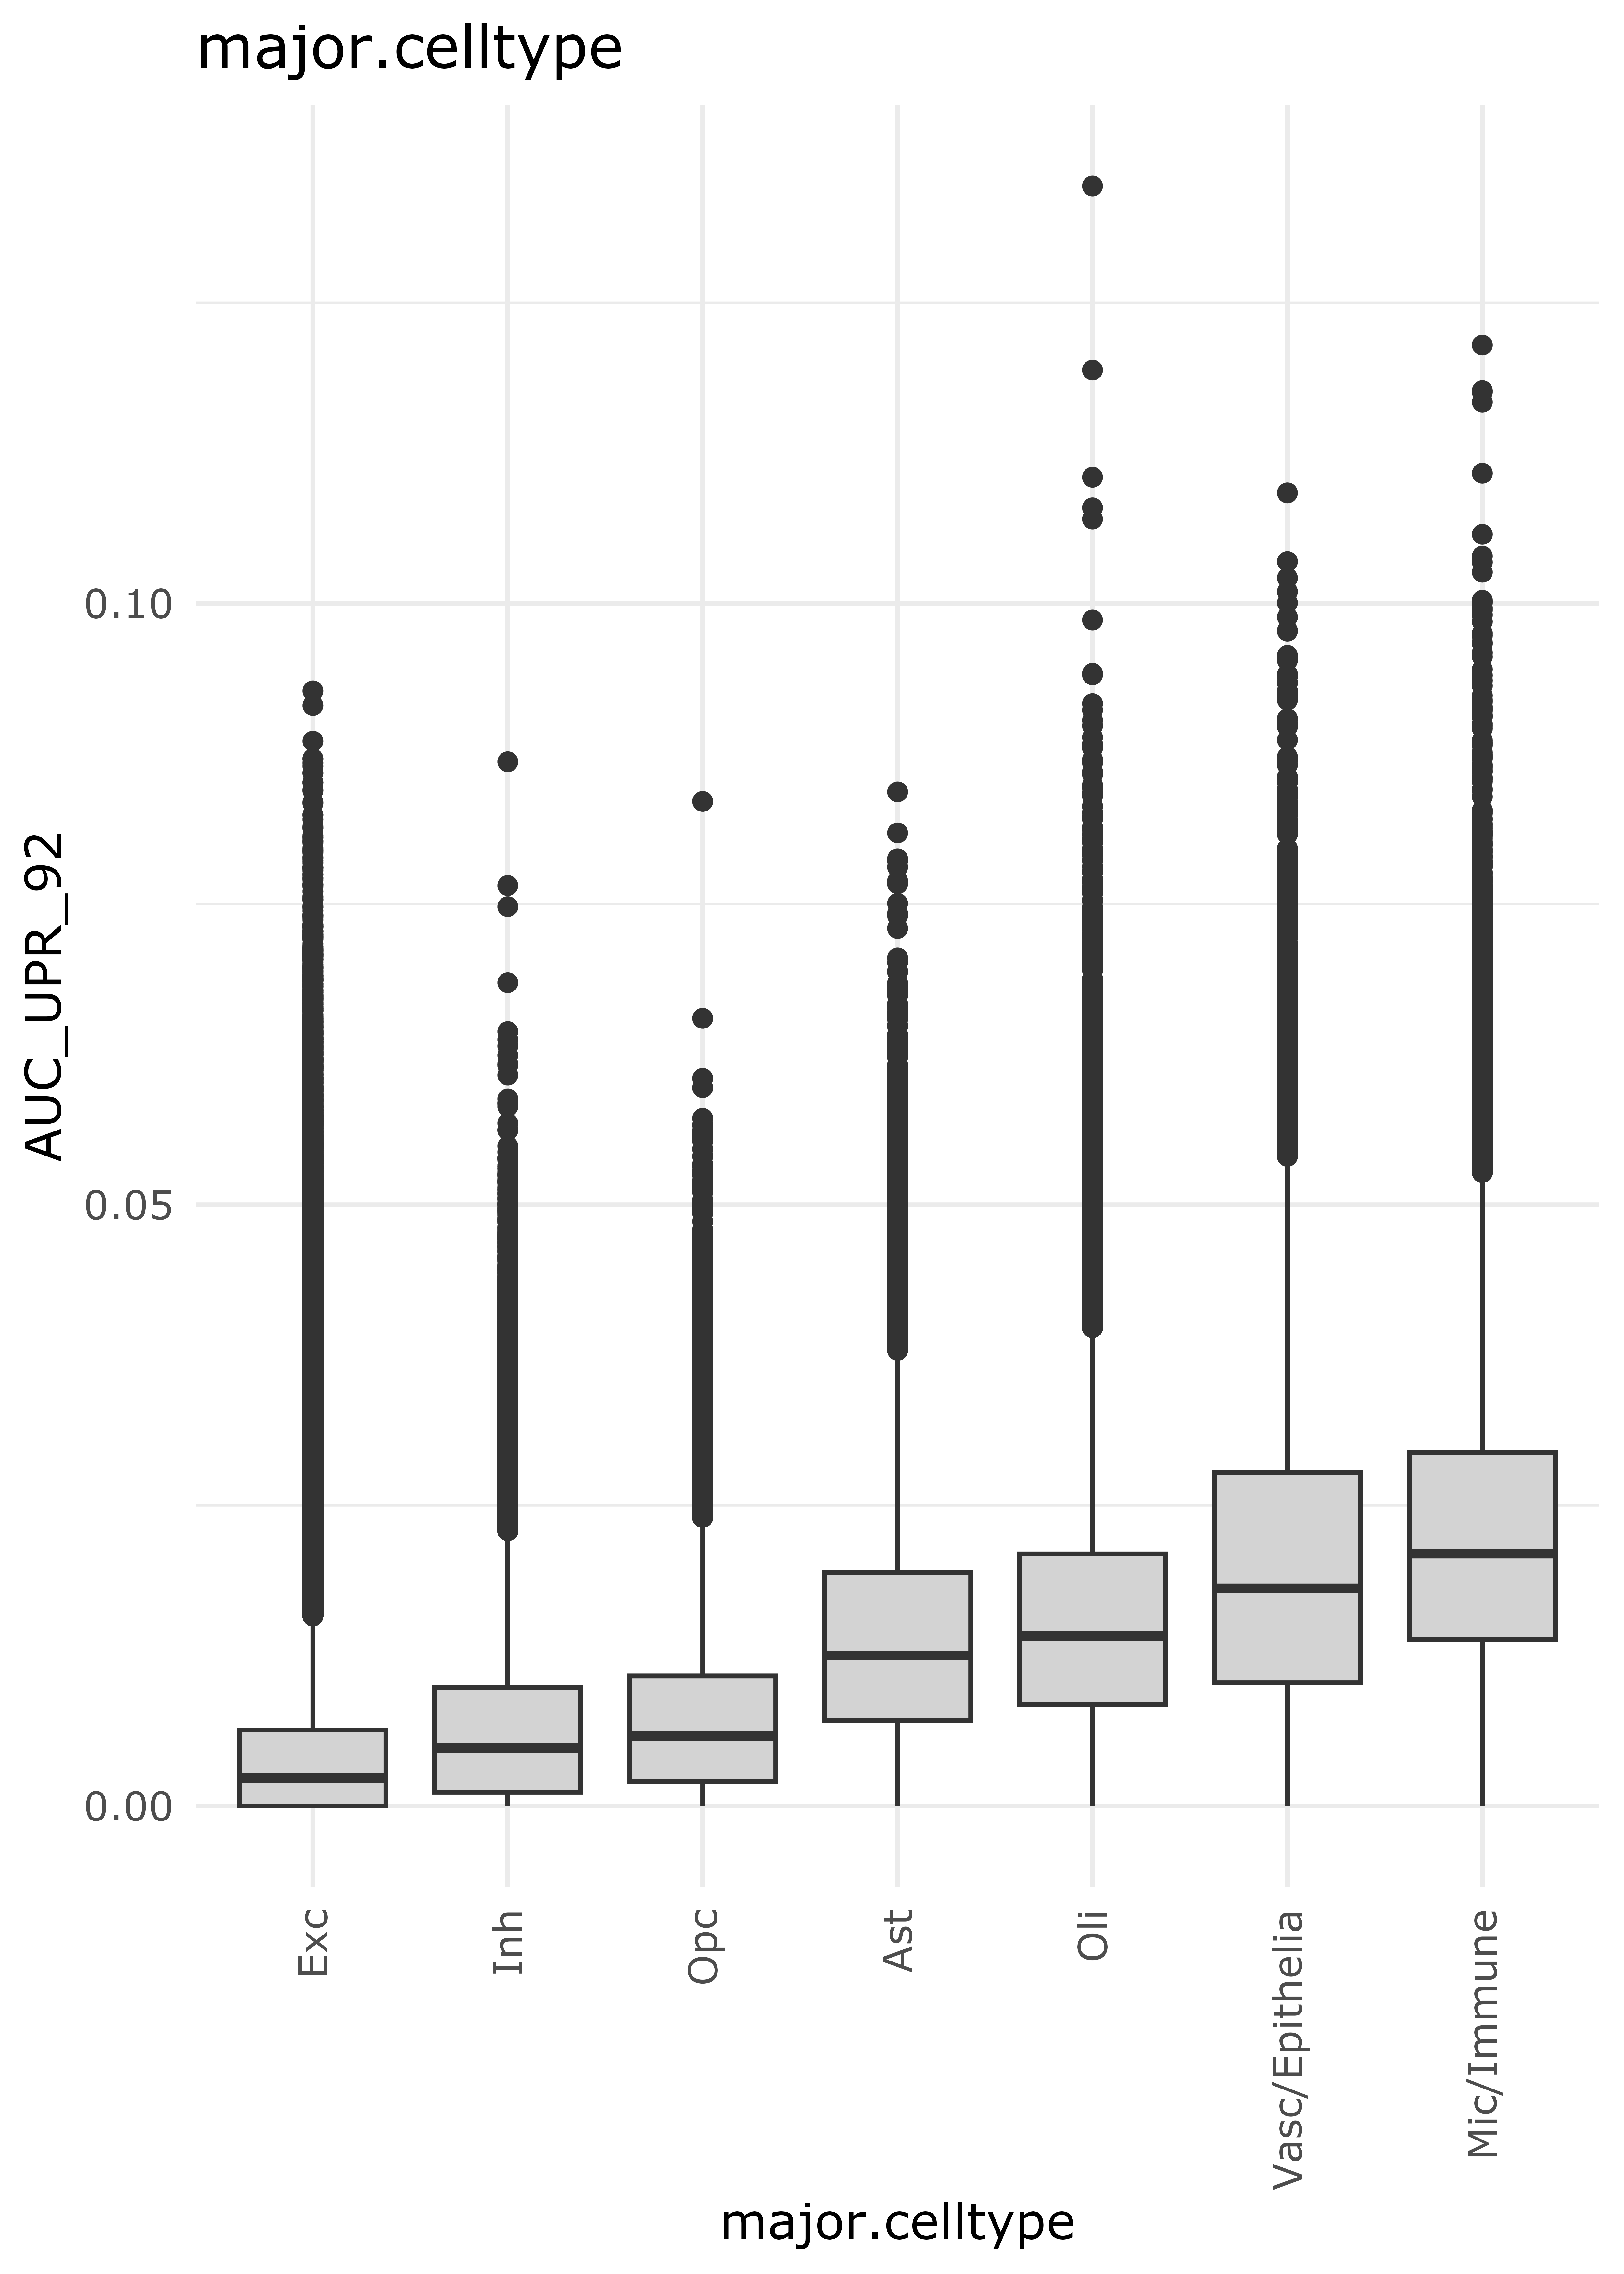 major.celltype
AUC_UPR_92
0.10
0.05
0.00
Exc
Inh
Opc
Ast
Oli
Vasc/Epithelia
Mic/Immune
major.celltype